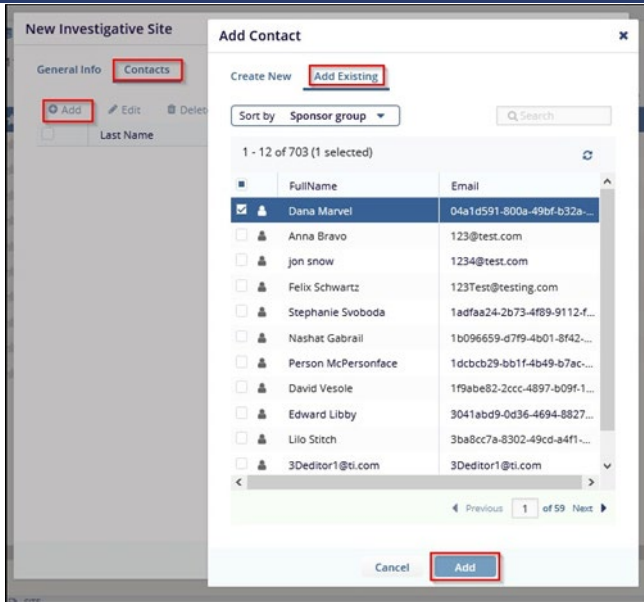 New Investigative Site
General Info Contacts
Add Edit Delet
Last Name
Add Contact
Create New Add Existing
Sort by Sponsor group Search
1 - 12 of 703 (1 selected)
FullName Email
Dana Marvel 04a1d591-800a-49bf-b32a-...
Anna Bravo 123@test.com
jon snow 1234@test.com
Felix Schwartz 123Test@testing.com
Stephanie Svoboda 1adfaa24-2b73-4f89-9112-f...
Nashat Gabrail 1b096659-d7f9-4b01-8f42-...
Person McPersonface 1dcbcb29-bb1f-4b49-b7ac-...
David Vesole 1f9abe82-2ccc-4897-b09f-1...
Edward Libby 3041abd9-0d36-4694-8827...
Lilo Stitch 3ba8cc7a-8302-49cd-a4f1-...
3Deditor1@ti.com 3Deditor1@ti.com
Previous 1 of 59 Next
Cancel Add
SITE